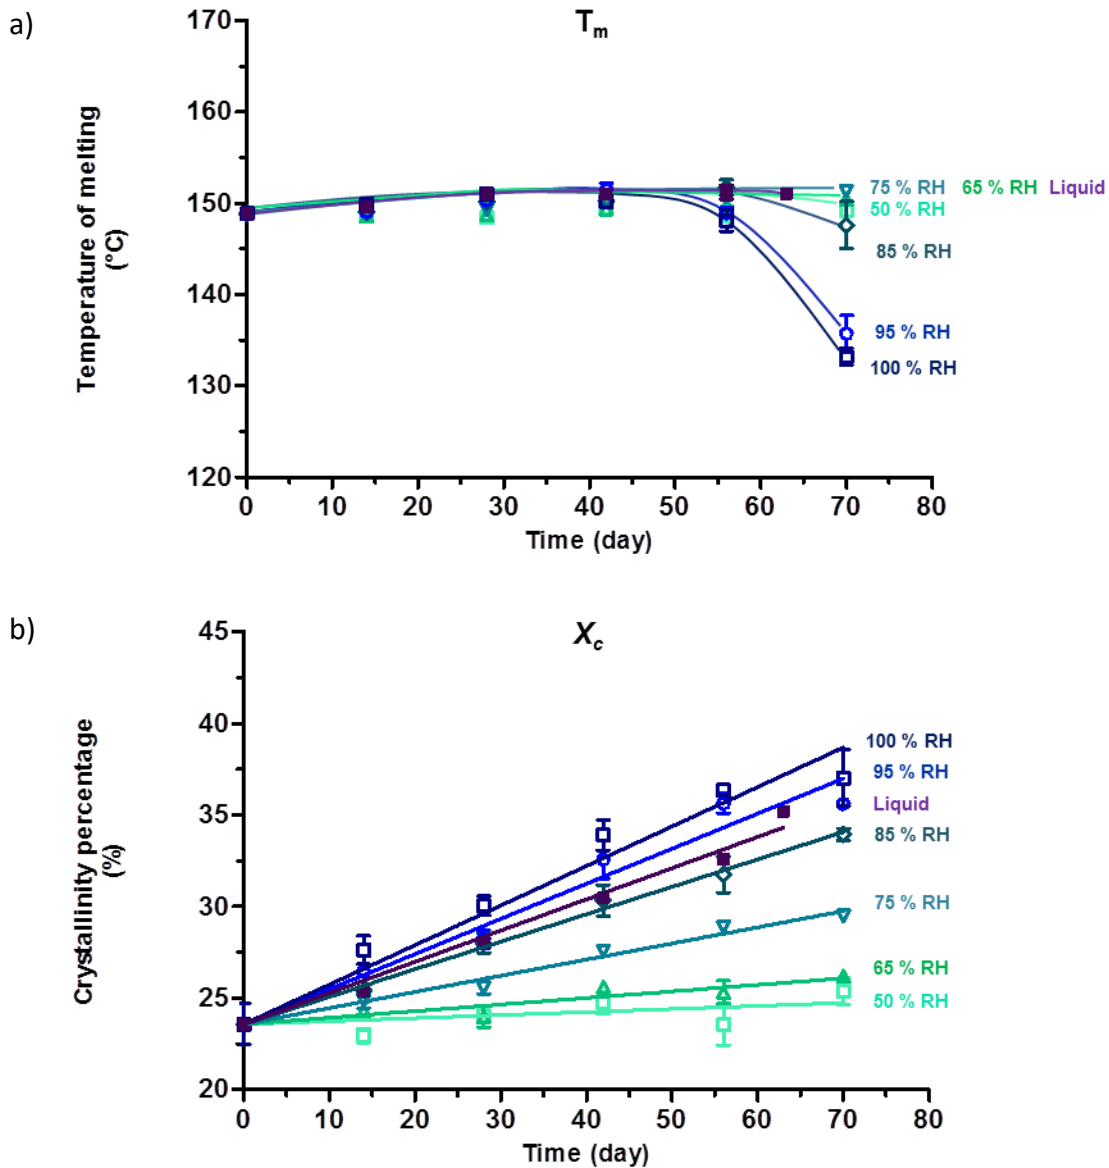 a)
Tm
170
160
150
140
130
120
Temperature of melting
(°C)
75 % RH 65 % RH Liquid
50 % RH
85 % RH
95 % RH
100 % RH
0 10 20 30 40 50 60 70 80
Time (day)
b)
Xc
45
40
35
30
25
20
Crystallinity percentage
(%)
100 % RH
95 % RH
Liquid
85 % RH
75 % RH
65 % RH
50 % RH
0 10 20 30 40 50 60 70 80
Time (day)